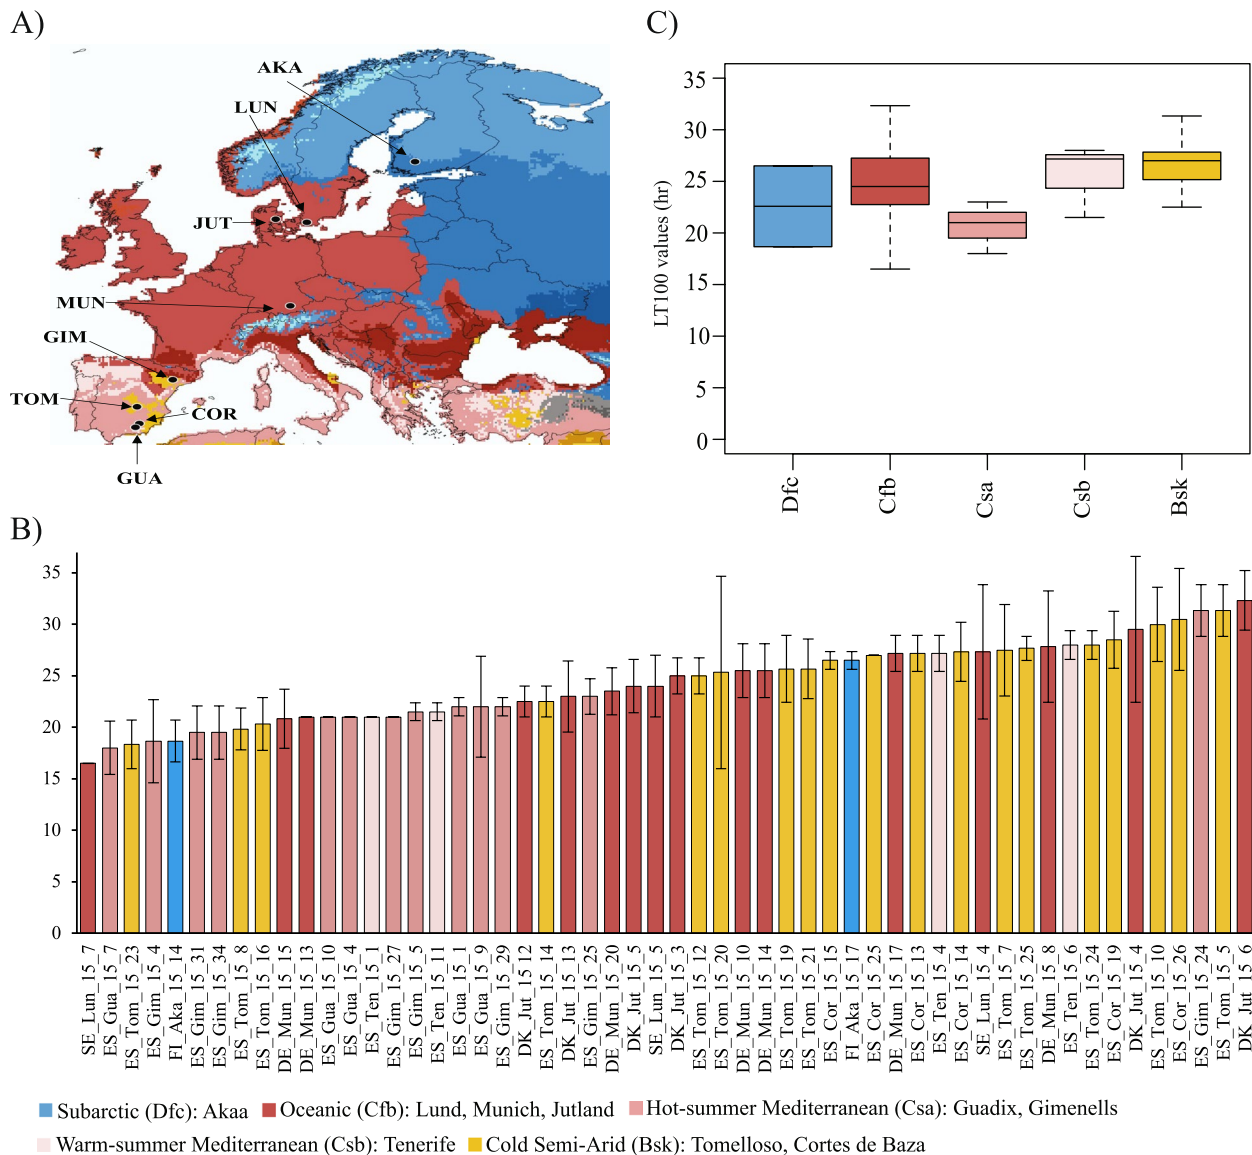 A)
AKA
LUN
JUT
MUN
GIM
TOM
COR
GUA
C)
35
30
25
20
15
10
5
0
LT100 values (hr)
Dfc
Cfb
Csa
Csb
Bsk
B)
35
30
25
20
15
10
5
0
SE_Lun_15_7
ES_Gua_15_7
ES_Tom_15_23
ES_Gim_15_4
FI_Aka_15_14
ES_Gim_15_31
ES_Gim_15_34
ES_Tom_15_8
ES_Tom_15_16
DE_Mun_15_15
DE_Mun_15_13
ES_Gua_15_10
ES_Gua_15_4
ES_Ten_15_1
ES_Gim_15_27
ES_Gim_15_5
ES_Ten_15_11
ES_Gua_15_1
ES_Gua_15_9
ES_Gim_15_29
DK_Jut_15_12
ES_Tom_15_14
DK_Jut_15_13
ES_Gim_15_25
DE_Mun_15_20
DK_Jut_15_5
SE_Lun_15_5
DK_Jut_15_3
ES_Tom_15_12
ES_Tom_15_20
DE_Mun_15_10
DE_Mun_15_14
ES_Tom_15_19
ES_Tom_15_21
ES_Cor_15_15
FI_Aka_15_17
ES_Cor_15_25
DE_Mun_15_17
ES_Cor_15_13
ES_Ten_15_4
ES_Cor_15_14
SE_Lun_15_4
ES_Tom_15_7
ES_Tom_15_25
DE_Mun_15_8
ES_Ten_15_6
ES_Tom_15_24
ES_Cor_15_19
DK_Jut_15_4
ES_Tom_15_10
ES_Cor_15_26
ES_Gim_15_24
ES_Tom_15_5
DK_Jut_15_6
Subarctic (Dfc): Akaa Oceanic (Cfb): Lund, Munich, Jutland Hot-summer Mediterranean (Csa): Guadix, Gimenells
Warm-summer Mediterranean (Csb): Tenerife Cold Semi-Arid (Bsk): Tomelloso, Cortes de Baza